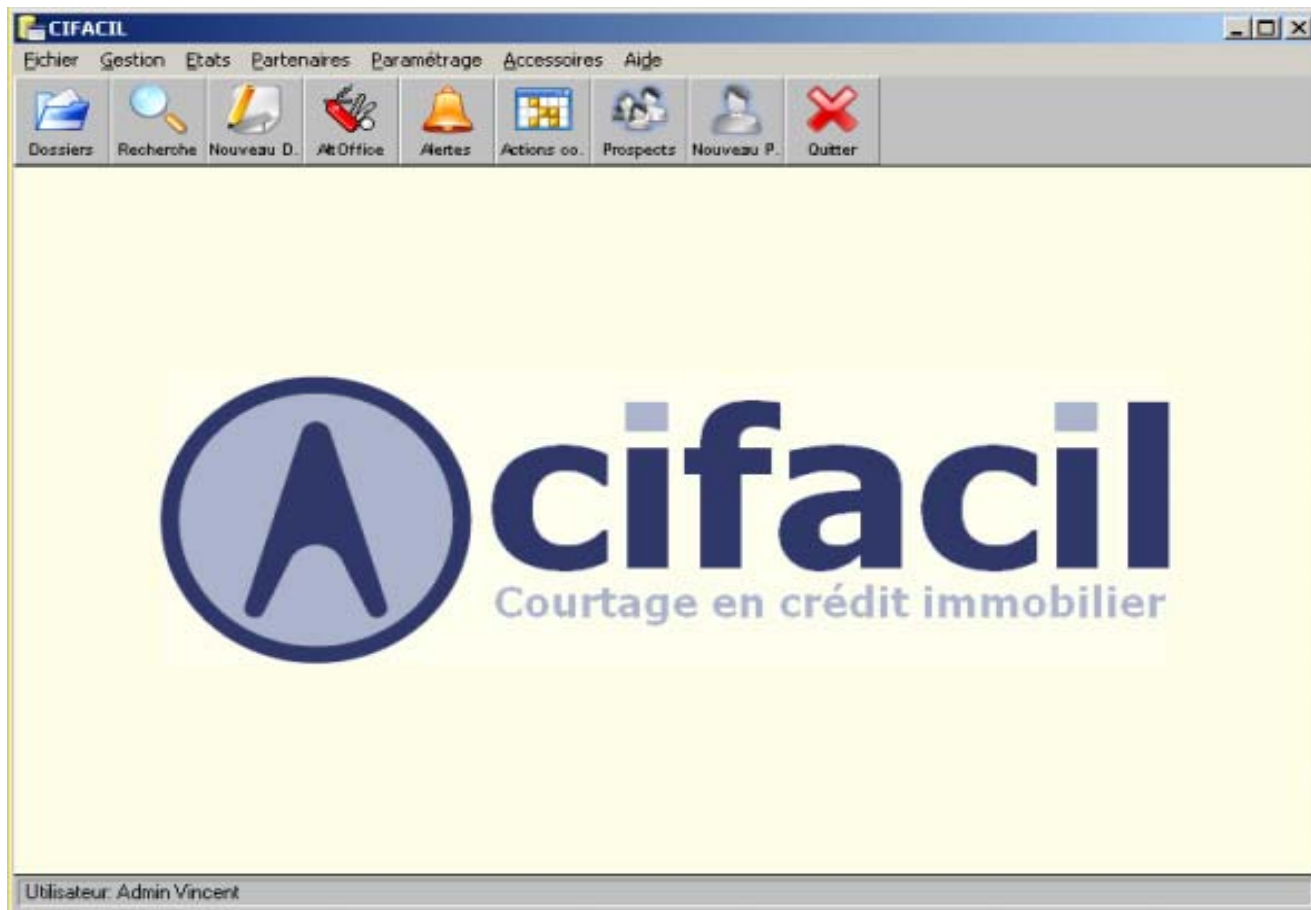 CIFACIL
Fichier Gestion Etats Partenaires Paramétrage Accessoires Aide
Dossiers Recherche Nouveau D. AltOffice Alertes Actions co. Prospects Nouveau P. Quitter
cifacil
Courtage en crédit immobilier
Utilisateur: Admin Vincent